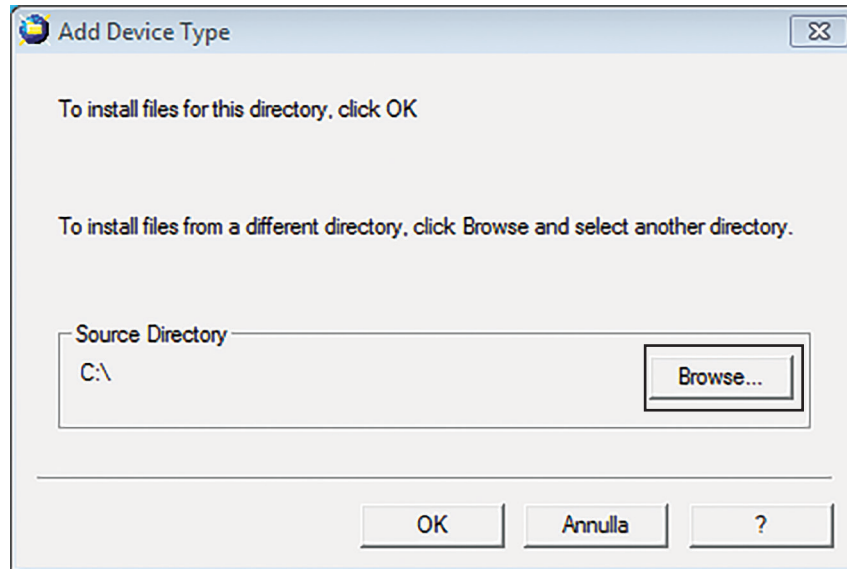 Add Device Type
To install files for this directory, click OK
To install files from a different directory, click Browse and select another directory.
Source Directory
C:\
Browse...
OK
Annulla
?